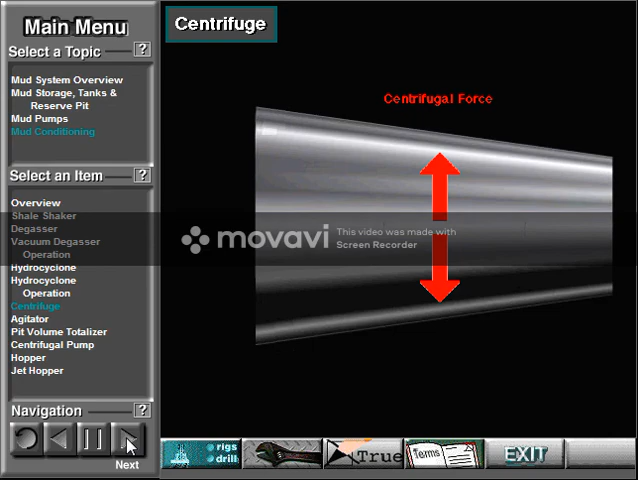 Main Menu
Select a Topic ?
Mud System Overview
Mud Storage, Tanks &
Reserve Pit
Mud Pumps
Mud Conditioning
Select an Item ?
Overview
Shale Shaker
Degasser
Vacuum Degasser
Operation
Hydrocyclone
Hydrocyclone
Operation
Centrifuge
Agitator
Pit Volume Totalizer
Centrifugal Pump
Hopper
Jet Hopper
Navigation ?
Next
Centrifuge
Centrifugal Force
movavi
This video was made with
Screen Recorder
rigs
drill
True
Terms
EXIT